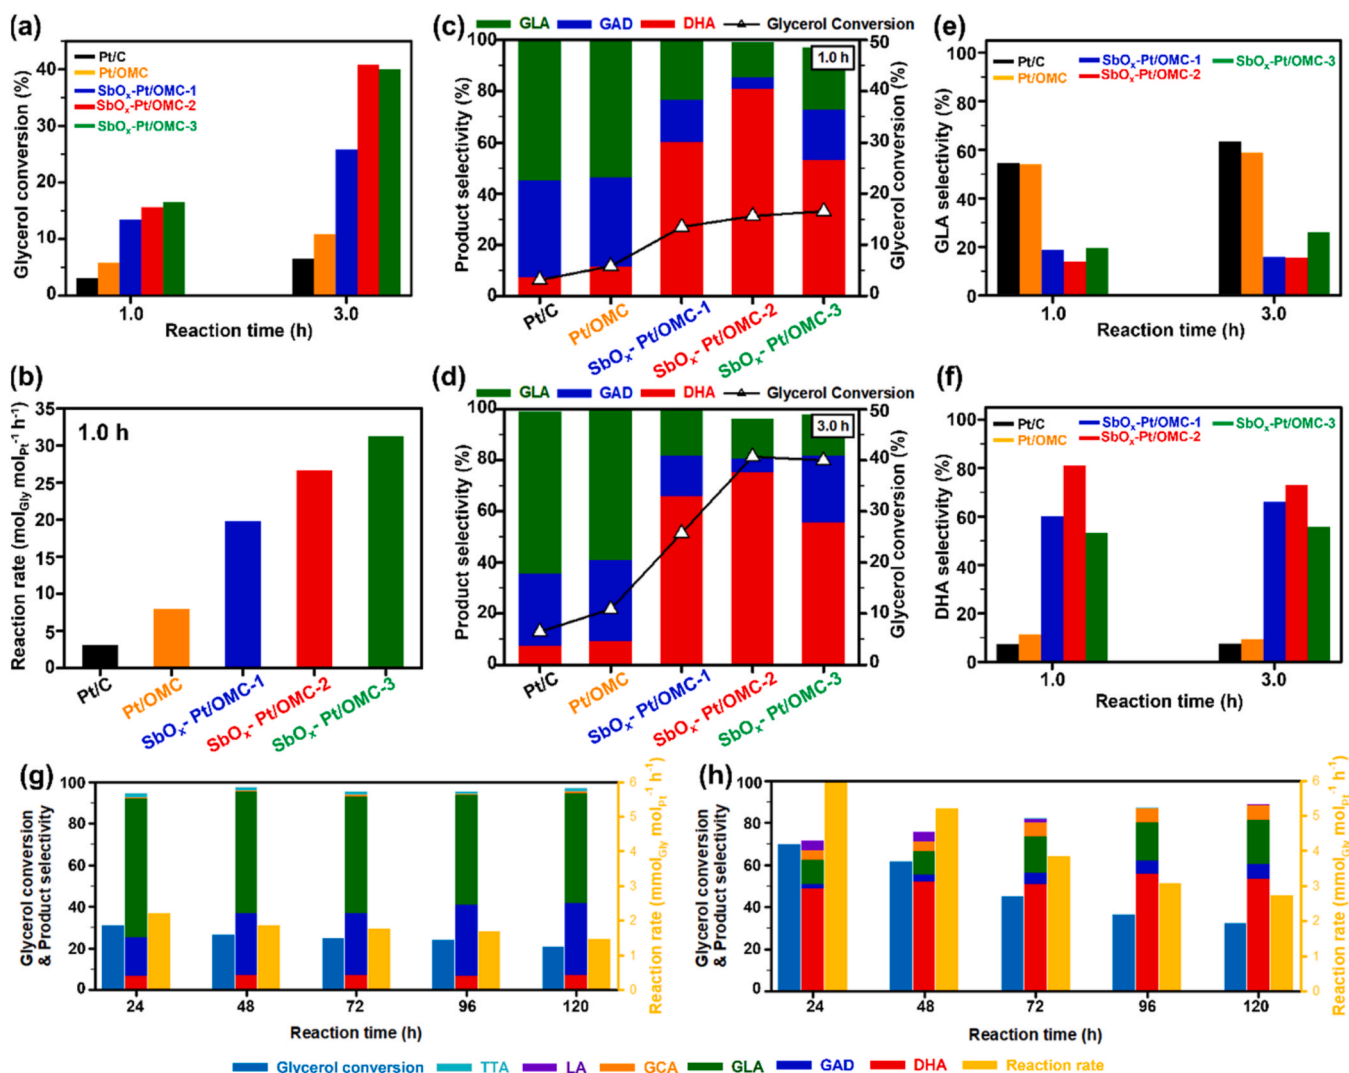 (a)
Glycerol conversion (%)
40
30
20
10
0
Pt/C
Pt/OMC
SbOₓ-Pt/OMC-1
SbOₓ-Pt/OMC-2
SbOₓ-Pt/OMC-3
1.0 3.0
Reaction time (h)
(b)
Reaction rate (mol_Gly mol_Pt⁻¹ h⁻¹)
35
30
25
20
15
10
5
0
1.0 h
Pt/C
Pt/OMC
SbOₓ- Pt/OMC-1
SbOₓ- Pt/OMC-2
SbOₓ- Pt/OMC-3
(c)
GLA GAD DHA Glycerol Conversion
Product selectivity (%)
100
80
60
40
20
0
1.0 h
50
40
30
20
10
0
Glycerol conversion (%)
Pt/C
Pt/OMC
SbOₓ- Pt/OMC-1
SbOₓ- Pt/OMC-2
SbOₓ- Pt/OMC-3
(d)
GLA GAD DHA Glycerol Conversion
Product selectivity (%)
100
80
60
40
20
0
3.0 h
50
40
30
20
10
0
Glycerol conversion (%)
Pt/C
Pt/OMC
SbOₓ- Pt/OMC-1
SbOₓ- Pt/OMC-2
SbOₓ- Pt/OMC-3
(e)
GLA selectivity (%)
100
80
60
40
20
0
Pt/C SbOₓ-Pt/OMC-1 SbOₓ-Pt/OMC-3
Pt/OMC SbOₓ-Pt/OMC-2
1.0 3.0
Reaction time (h)
(f)
DHA selectivity (%)
100
80
60
40
20
0
Pt/C SbOₓ-Pt/OMC-1 SbOₓ-Pt/OMC-3
Pt/OMC SbOₓ-Pt/OMC-2
1.0 3.0
Reaction time (h)
(g)
Glycerol conversion
& Product selectivity
100
80
60
40
20
0
6
5
4
3
2
1
0
Reaction rate (mmol_Gly mol_Pt⁻¹ h⁻¹)
24 48 72 96 120
Reaction time (h)
(h)
Glycerol conversion
& Product selectivity
100
80
60
40
20
0
6
5
4
3
2
1
0
Reaction rate (mmol_Gly mol_Pt⁻¹ h⁻¹)
24 48 72 96 120
Reaction time (h)
Glycerol conversion TTA LA GCA GLA GAD DHA Reaction rate